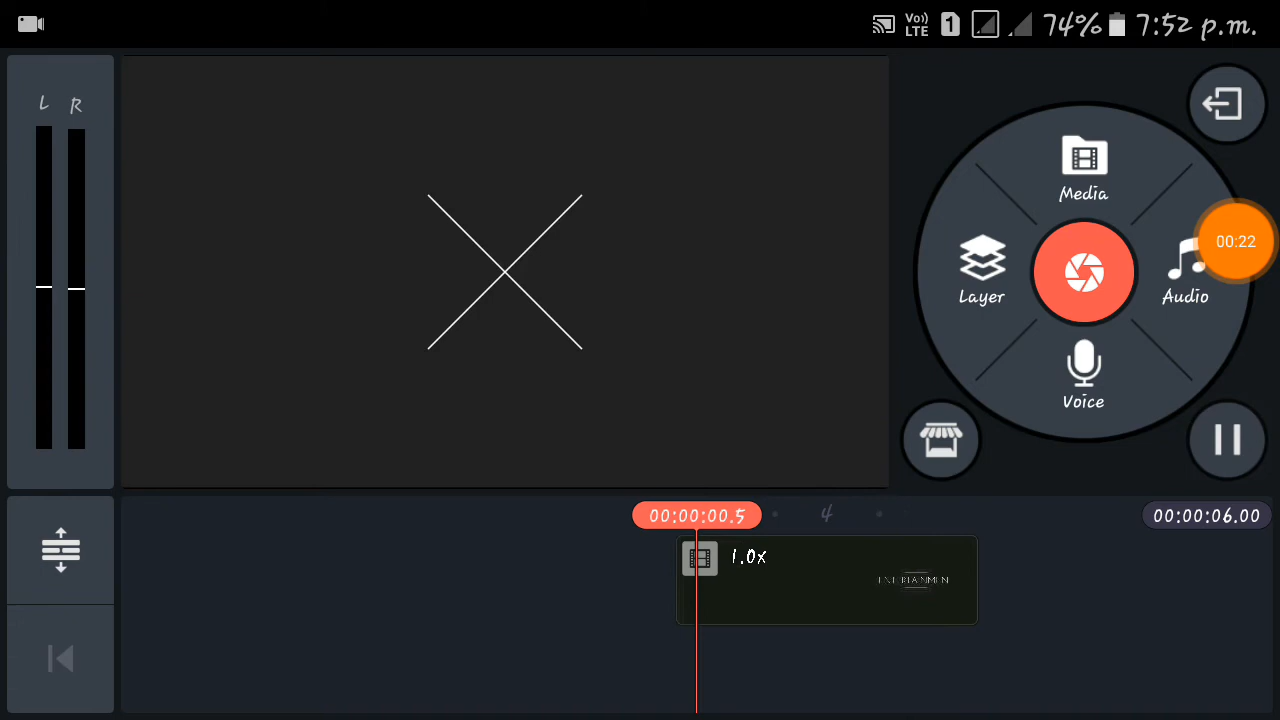 Vo)) LTE 1 74% 7:52 p.m.
L R
Media
00:22
Layer
Audio
Voice
00:00:00.5
4
00:00:06.00
1.0x
ENTERTAINMEN